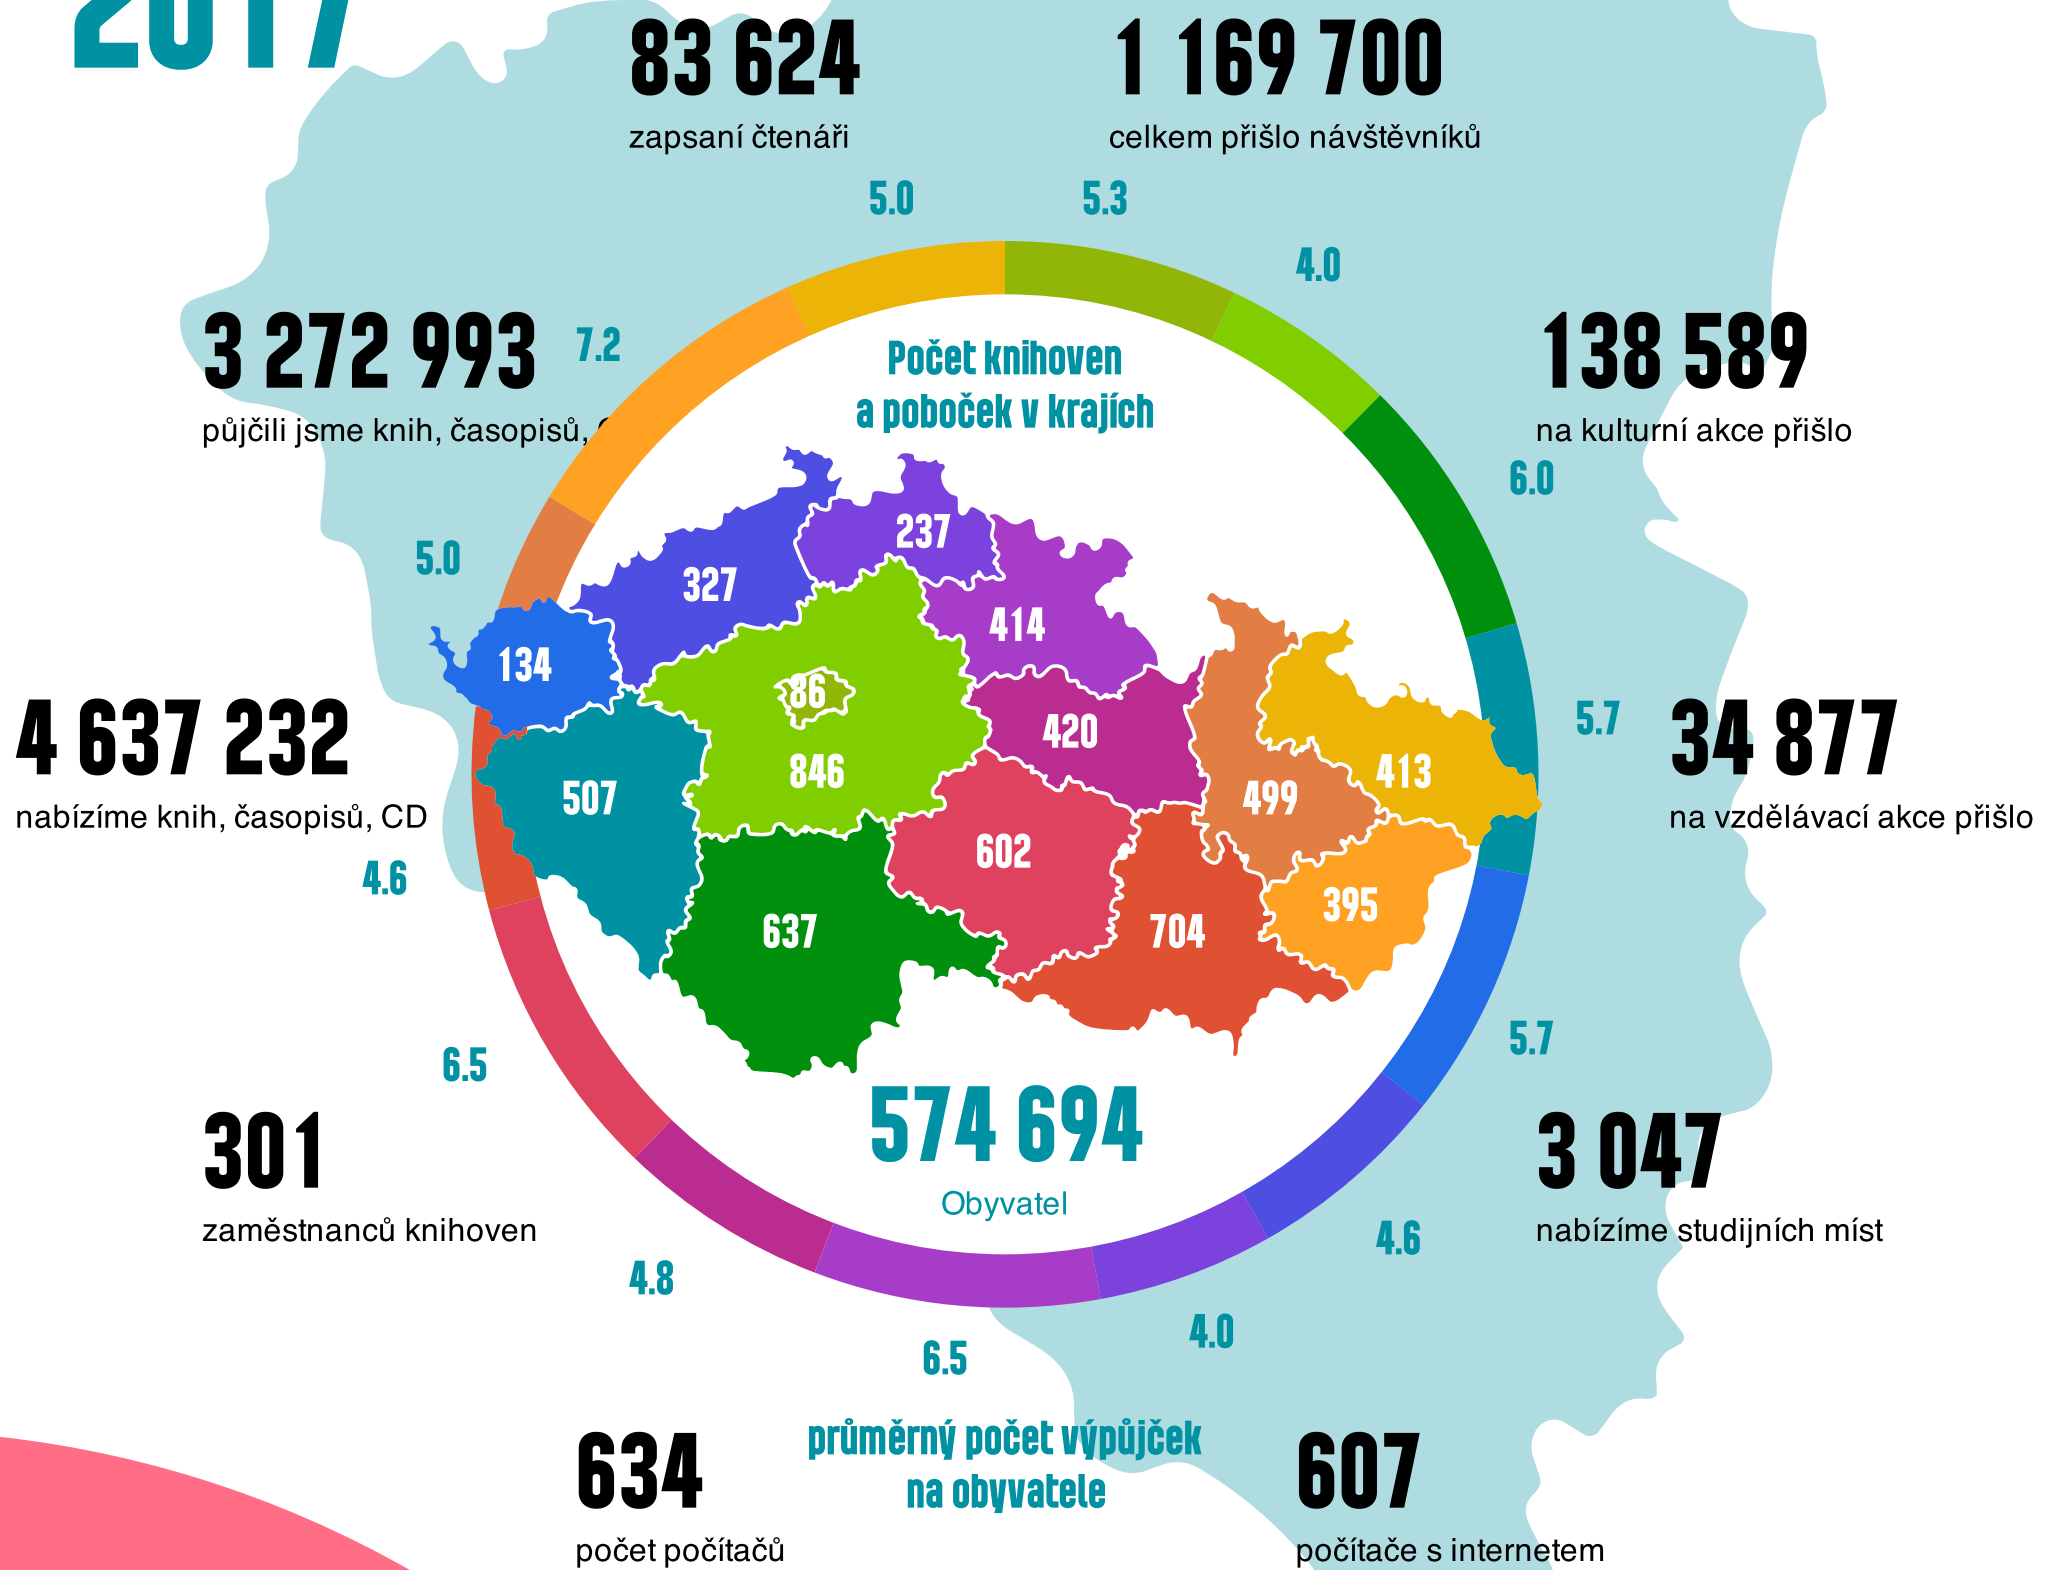 2017
83 624
zapsaní čtenáři
1 169 700
celkem přišlo návštěvníků
5.0
5.3
4.0
3 272 993
půjčili jsme knih, časopisů,
7.2
138 589
na kulturní akce přišlo
6.0
Počet knihoven
a poboček v krajích
5.0
327
237
414
134
86
846
420
507
499
413
602
637
704
395
4 637 232
nabízíme knih, časopisů, CD
4.6
5.7
34 877
na vzdělávací akce přišlo
6.5
5.7
574 694
Obyvatel
301
zaměstnanců knihoven
3 047
nabízíme studijních míst
4.8
4.6
6.5
4.0
průměrný počet výpůjček
na obyvatele
634
počet počítačů
607
počítače s internetem